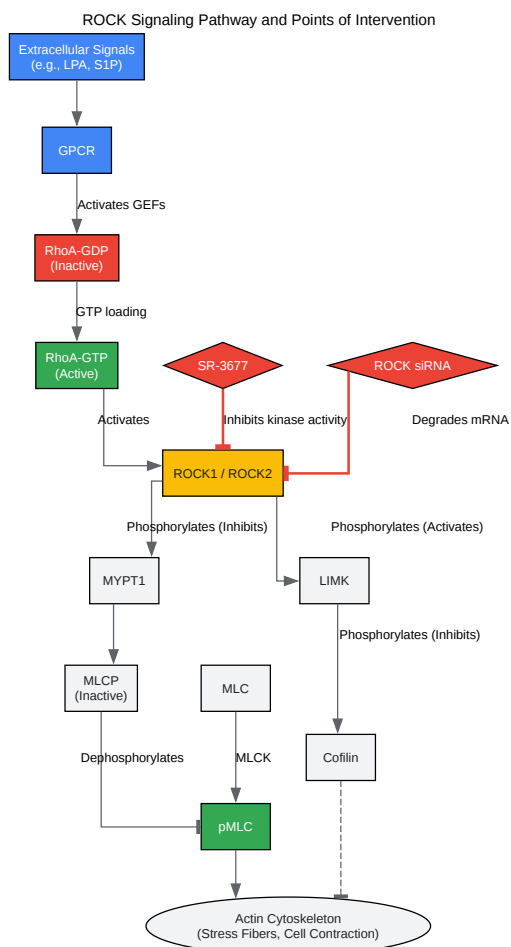 ROCK Signaling Pathway and Points of Intervention
Extracellular Signals
(e.g., LPA, S1P)
GPCR
Activates GEFs
RhoA-GDP
(Inactive)
GTP loading
RhoA-GTP
(Active)
SR-3677
ROCK siRNA
Activates
Inhibits kinase activity
Degrades mRNA
ROCK1 / ROCK2
Phosphorylates (Inhibits)
Phosphorylates (Activates)
MYPT1
LIMK
Phosphorylates (Inhibits)
MLCP
(Inactive)
MLC
Dephosphorylates
MLCK
Cofilin
pMLC
Actin Cytoskeleton
(Stress Fibers, Cell Contraction)